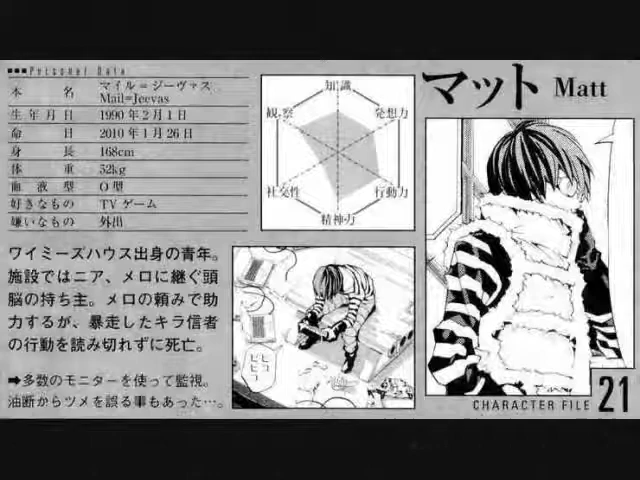 Personal Data
本名 マイル=ジーヴァス
Mail=Jeevas
生年月日 1990年2月1日
命日 2010年1月26日
身長 168cm
体重 52kg
血液型 O型
好きなもの TVゲーム
嫌いなもの 外出
ワイミーズハウス出身の青年。
施設ではニア、メロに継ぐ頭
脳の持ち主。メロの頼みで助
力するが、暴走したキラ信者
の行動を読み切れずに死亡。
➡多数のモニターを使って監視。
油断からツメを誤る事もあった…。
知識
発想力
行動力
精神力
社交性
観察
ピコピコ
マット Matt
CHARACTER FILE 21